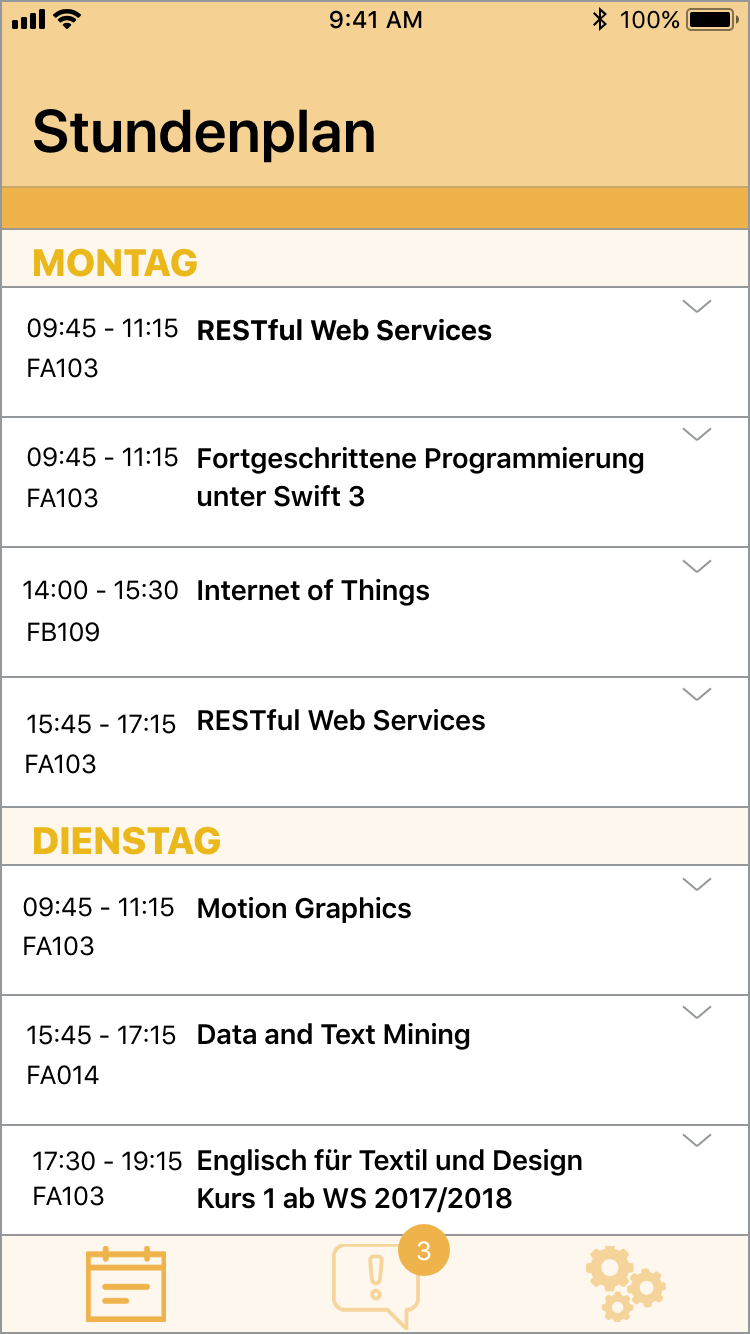 9:41 AM 100%
Stundenplan
MONTAG
09:45 - 11:15 RESTful Web Services
FA103
09:45 - 11:15 Fortgeschrittene Programmierung
FA103 unter Swift 3
14:00 - 15:30 Internet of Things
FB109
15:45 - 17:15 RESTful Web Services
FA103
DIENSTAG
09:45 - 11:15 Motion Graphics
FA103
15:45 - 17:15 Data and Text Mining
FA014
17:30 - 19:15 Englisch für Textil und Design
FA103 Kurs 1 ab WS 2017/2018
3